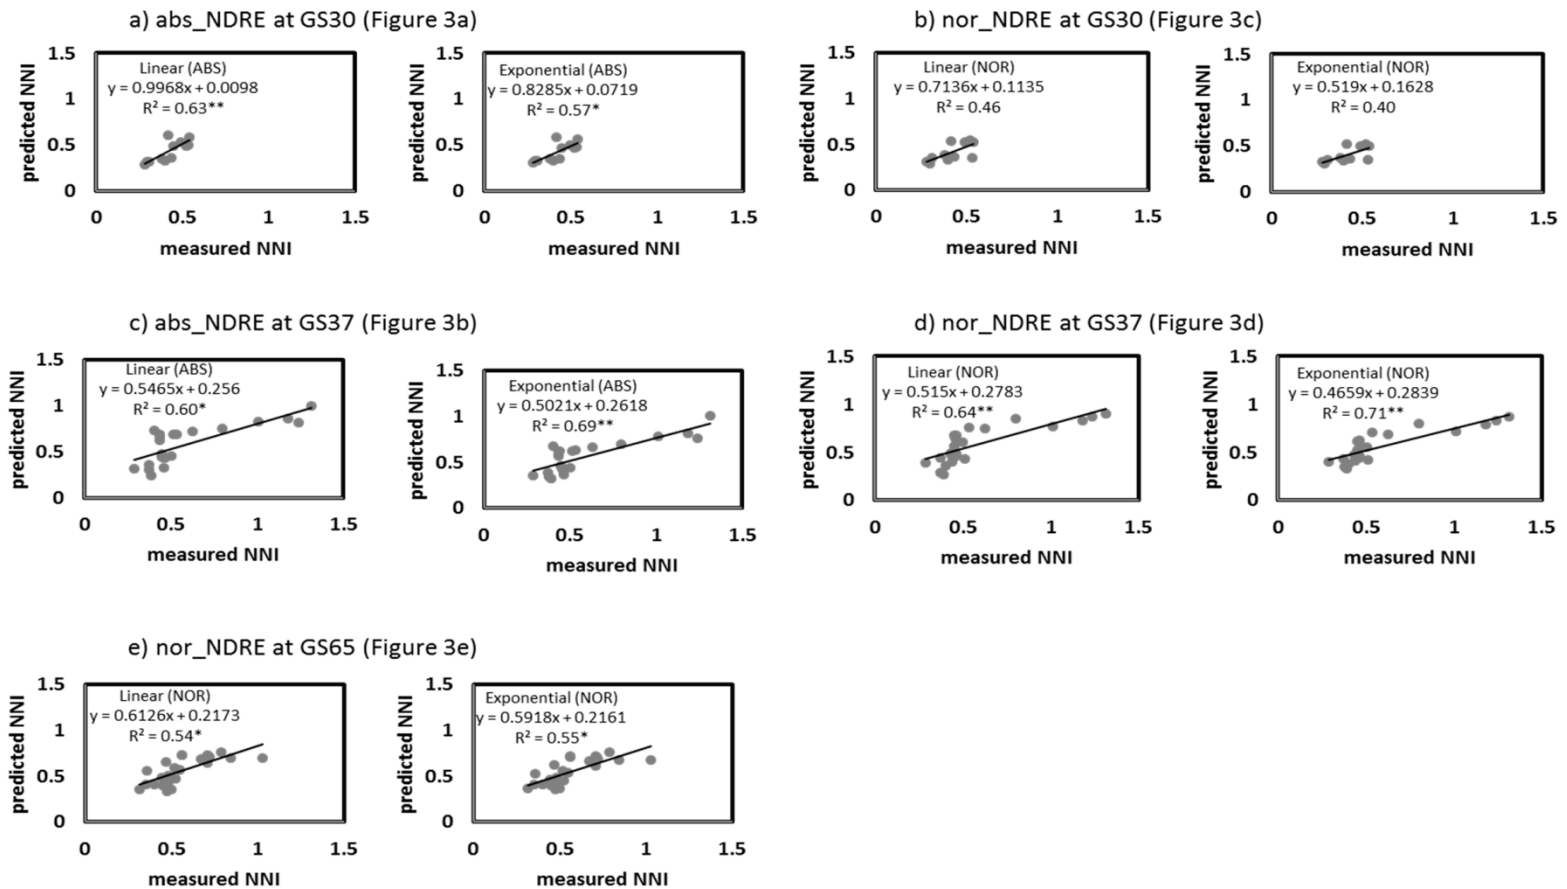 a) abs_NDRE at GS30 (Figure 3a)
predicted NNI
1.5
1
0.5
0
Linear (ABS)
y = 0.9968x + 0.0098
R² = 0.63**
0 0.5 1 1.5
measured NNI
predicted NNI
1.5
1
0.5
0
Exponential (ABS)
y = 0.8285x + 0.0719
R² = 0.57*
0 0.5 1 1.5
measured NNI
b) nor_NDRE at GS30 (Figure 3c)
predicted NNI
1.5
1
0.5
0
Linear (NOR)
y = 0.7136x + 0.1135
R² = 0.46
0 0.5 1 1.5
measured NNI
predicted NNI
1.5
1
0.5
0
Exponential (NOR)
y = 0.519x + 0.1628
R² = 0.40
0 0.5 1 1.5
measured NNI
c) abs_NDRE at GS37 (Figure 3b)
predicted NNI
1.5
1
0.5
0
Linear (ABS)
y = 0.5465x + 0.256
R² = 0.60*
0 0.5 1 1.5
measured NNI
predicted NNI
1.5
1
0.5
0
Exponential (ABS)
y = 0.5021x + 0.2618
R² = 0.69**
0 0.5 1 1.5
measured NNI
d) nor_NDRE at GS37 (Figure 3d)
predicted NNI
1.5
1
0.5
0
Linear (NOR)
y = 0.515x + 0.2783
R² = 0.64**
0 0.5 1 1.5
measured NNI
predicted NNI
1.5
1
0.5
0
Exponential (NOR)
y = 0.4659x + 0.2839
R² = 0.71**
0 0.5 1 1.5
measured NNI
e) nor_NDRE at GS65 (Figure 3e)
predicted NNI
1.5
1
0.5
0
Linear (NOR)
y = 0.6126x + 0.2173
R² = 0.54*
0 0.5 1 1.5
measured NNI
predicted NNI
1.5
1
0.5
0
Exponential (NOR)
y = 0.5918x + 0.2161
R² = 0.55*
0 0.5 1 1.5
measured NNI